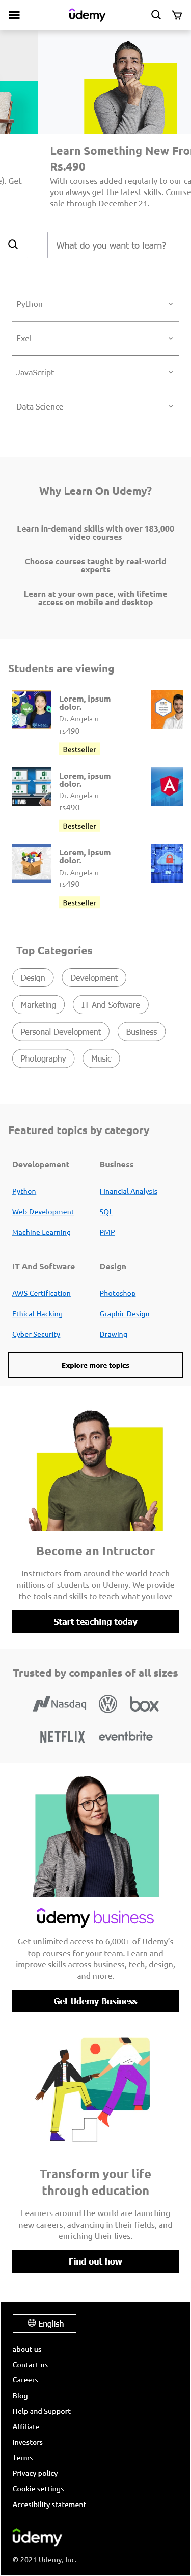 udemy
e). Get
Learn Something New Fro
Rs.490
With courses added regularly to our ca
you always get the latest skills. Course
sale through December 21.
What do you want to learn?
Python
Exel
JavaScript
Data Science
Why Learn On Udemy?
Learn in-demand skills with over 183,000
video courses
Choose courses taught by real-world
experts
Learn at your own pace, with lifetime
access on mobile and desktop
Students are viewing
Lorem, ipsum
dolor.
Dr. Angela u
rs490
Bestseller
Lorem, ipsum
dolor.
Dr. Angela u
rs490
Bestseller
Lorem, ipsum
dolor.
Dr. Angela u
rs490
Bestseller
Top Categories
Design
Development
Marketing
IT And Software
Personal Development
Business
Photography
Music
Featured topics by category
Developement
Business
Python
Financial Analysis
Web Development
SQL
Machine Learning
PMP
IT And Software
Design
AWS Certification
Photoshop
Ethical Hacking
Graphic Design
Cyber Security
Drawing
Explore more topics
Become an Intructor
Instructors from around the world teach
millions of students on Udemy. We provide
the tools and skills to teach what you love
Start teaching today
Trusted by companies of all sizes
Nasdaq
box
NETFLIX
eventbrite
udemy business
Get unlimited access to 6,000+ of Udemy's
top courses for your team. Learn and
improve skills across business, tech, design,
and more.
Get Udemy Business
Transform your life
through education
Learners around the world are launching
new careers, advancing in their fields, and
enriching their lives.
Find out how
English
about us
Contact us
Careers
Blog
Help and Support
Affiliate
Investors
Terms
Privacy policy
Cookie settings
Accesibility statement
udemy
© 2021 Udemy, Inc.